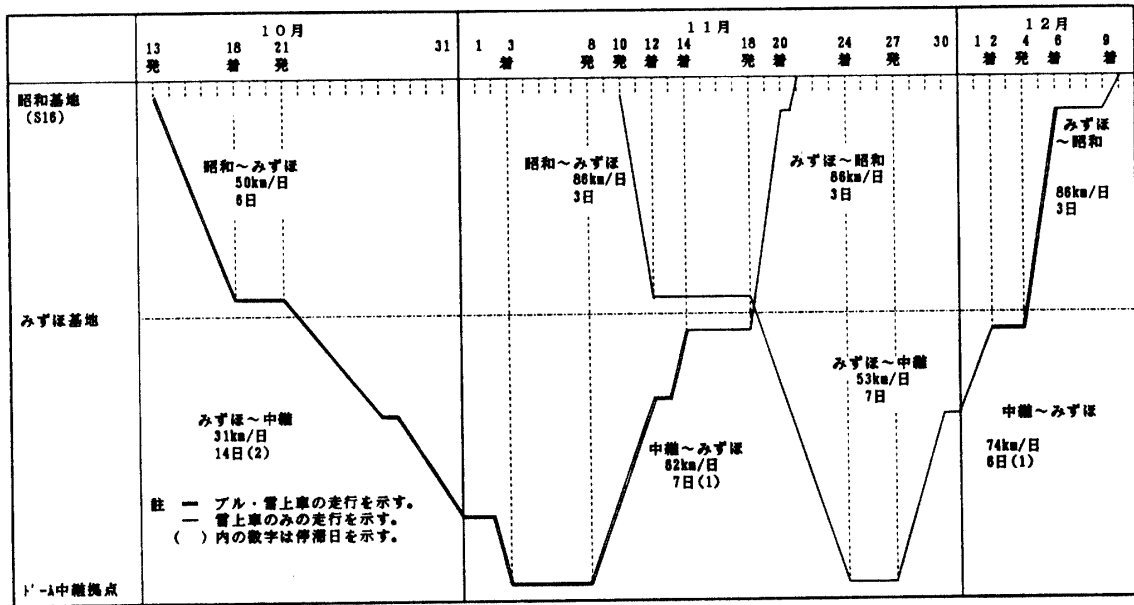 10月
11月
12月
13 18 21 31 1 3 8 10 12 14 18 20 24 27 30 1 2 4 6 9
発 着 発 着 発 発 着 着 発 着 着 発 着 発 着 着
昭和基地
(S16)
昭和～みずほ
50km/日
6日
昭和～みずほ
86km/日
3日
みずほ～昭和
86km/日
3日
みずほ
～昭和
86km/日
3日
みずほ基地
みずほ～中継
31km/日
14日(2)
中継～みずほ
62km/日
7日(1)
みずほ～中継
53km/日
7日
中継～みずほ
74km/日
6日(1)
註 ━ ブル・雪上車の走行を示す。
─ 雪上車のみの走行を示す。
( )内の数字は停滞日を示す。
ドーム中継拠点